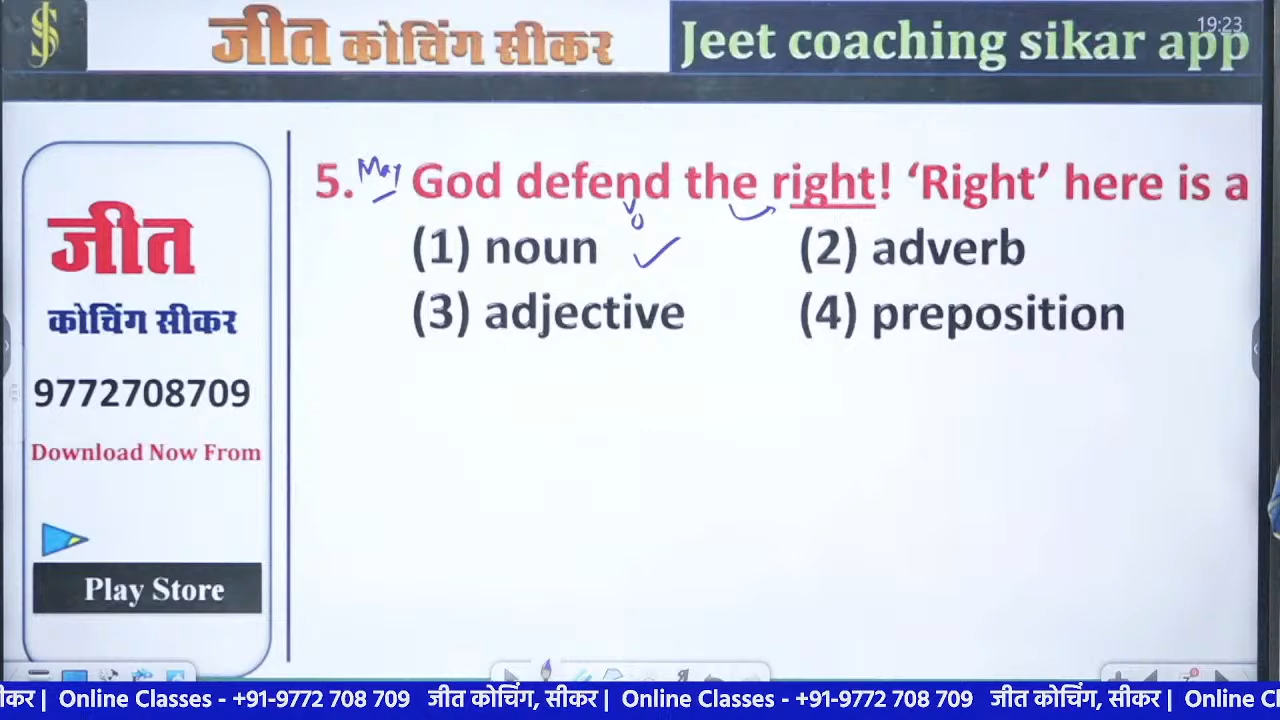 जीत कोचिंग सीकर
Jeet coaching sikar app
19:23
5. May God defend the right! ‘Right’ here is a
(1) noun
(2) adverb
(3) adjective
(4) preposition
जीत
कोचिंग सीकर
9772708709
Download Now From
Play Store
सीकर | Online Classes - +91-9772 708 709 जीत कोचिंग, सीकर | Online Classes - +91-9772 708 709 जीत कोचिंग, सीकर | Online Cl